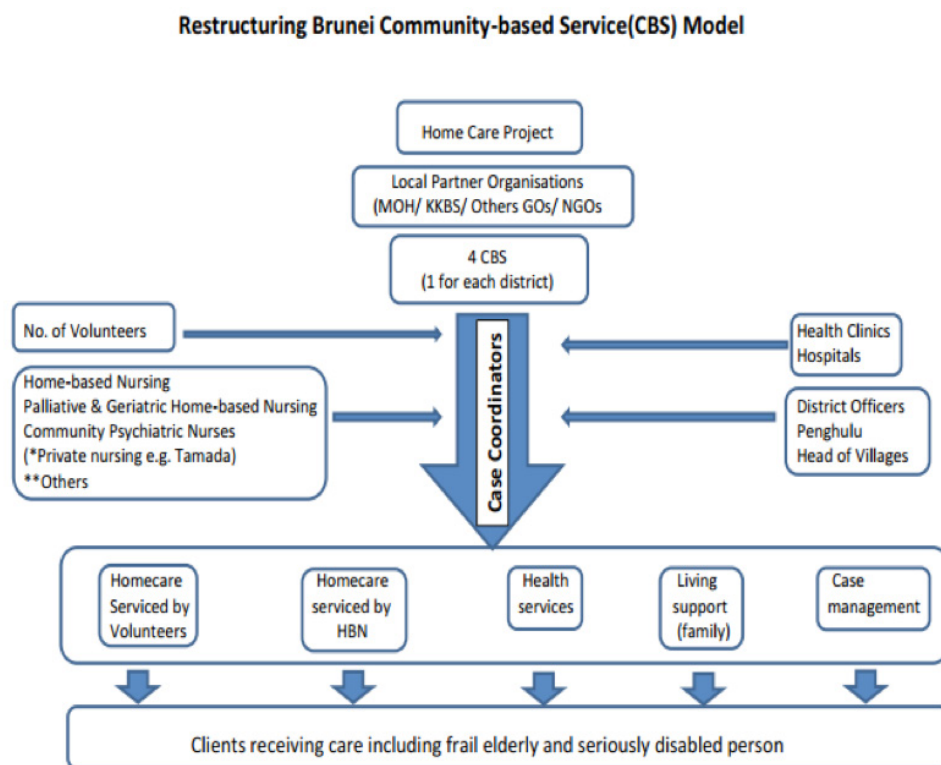 Restructuring Brunei Community-based Service(CBS) Model
Home Care Project
Local Partner Organisations
(MOH/ KKBS/ Others GOs/ NGOs
4 CBS
(1 for each district)
No. of Volunteers
Home-based Nursing
Palliative & Geriatric Home-based Nursing
Community Psychiatric Nurses
(*Private nursing e.g. Tamada)
**Others
Case Coordinators
Health Clinics
Hospitals
District Officers
Penghulu
Head of Villages
Homecare
Serviced by
Volunteers
Homecare
serviced by
HBN
Health
services
Living
support
(family)
Case
management
Clients receiving care including frail elderly and seriously disabled person